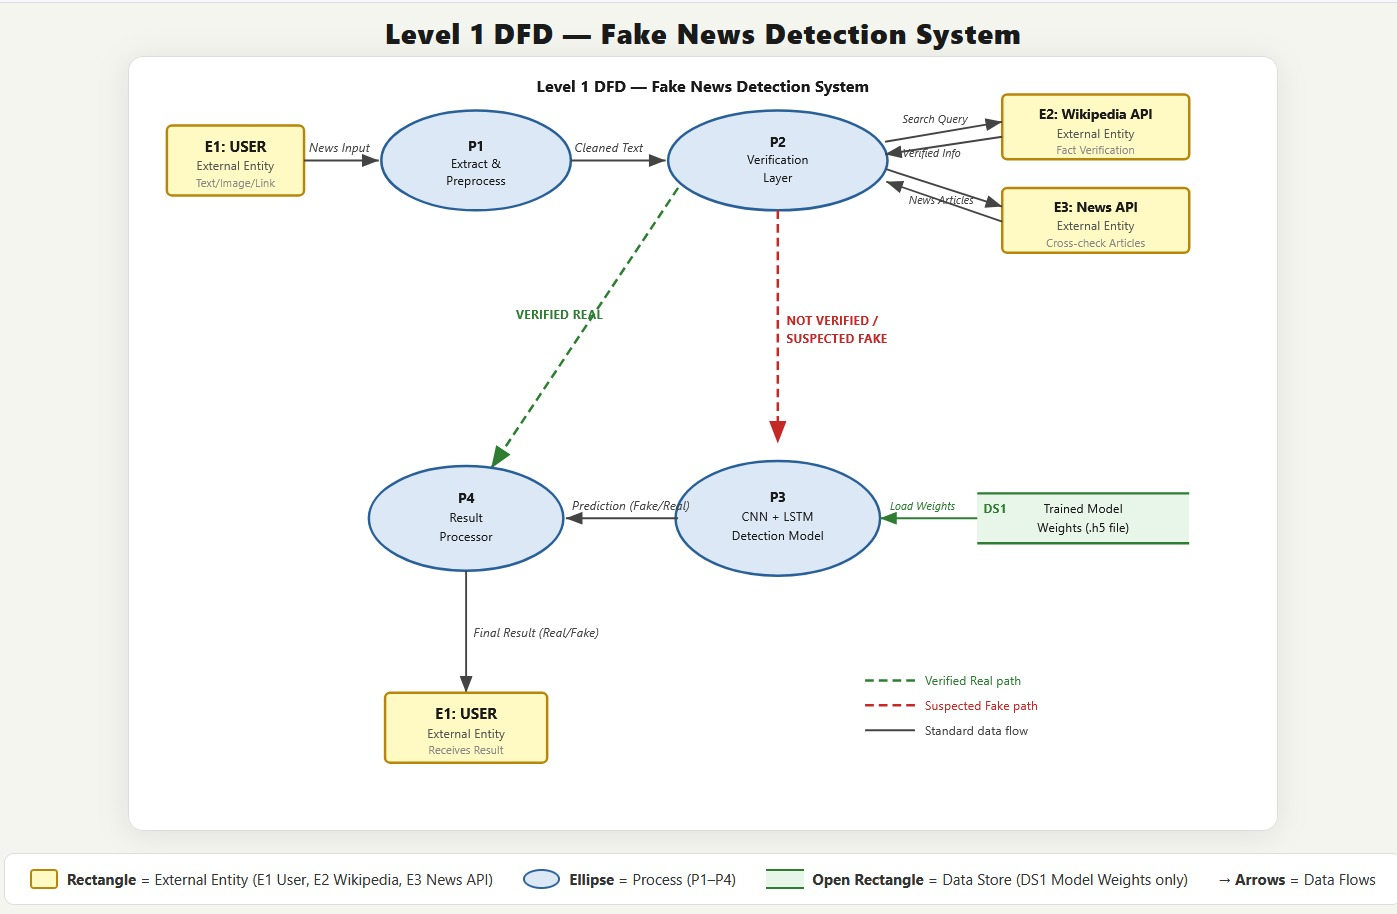 Level 1 DFD — Fake News Detection System
Level 1 DFD — Fake News Detection System
E1: USER
External Entity
Text/Image/Link
News Input
P1
Extract &
Preprocess
Cleaned Text
P2
Verification
Layer
Search Query
Verified Info
E2: Wikipedia API
External Entity
Fact Verification
News Articles
E3: News API
External Entity
Cross-check Articles
VERIFIED REAL
NOT VERIFIED /
SUSPECTED FAKE
P4
Result
Processor
Prediction (Fake/Real)
P3
CNN + LSTM
Detection Model
Load Weights
DS1
Trained Model
Weights (.h5 file)
Final Result (Real/Fake)
E1: USER
External Entity
Receives Result
Verified Real path
Suspected Fake path
Standard data flow
Rectangle = External Entity (E1 User, E2 Wikipedia, E3 News API)
Ellipse = Process (P1–P4)
Open Rectangle = Data Store (DS1 Model Weights only)
→ Arrows = Data Flows